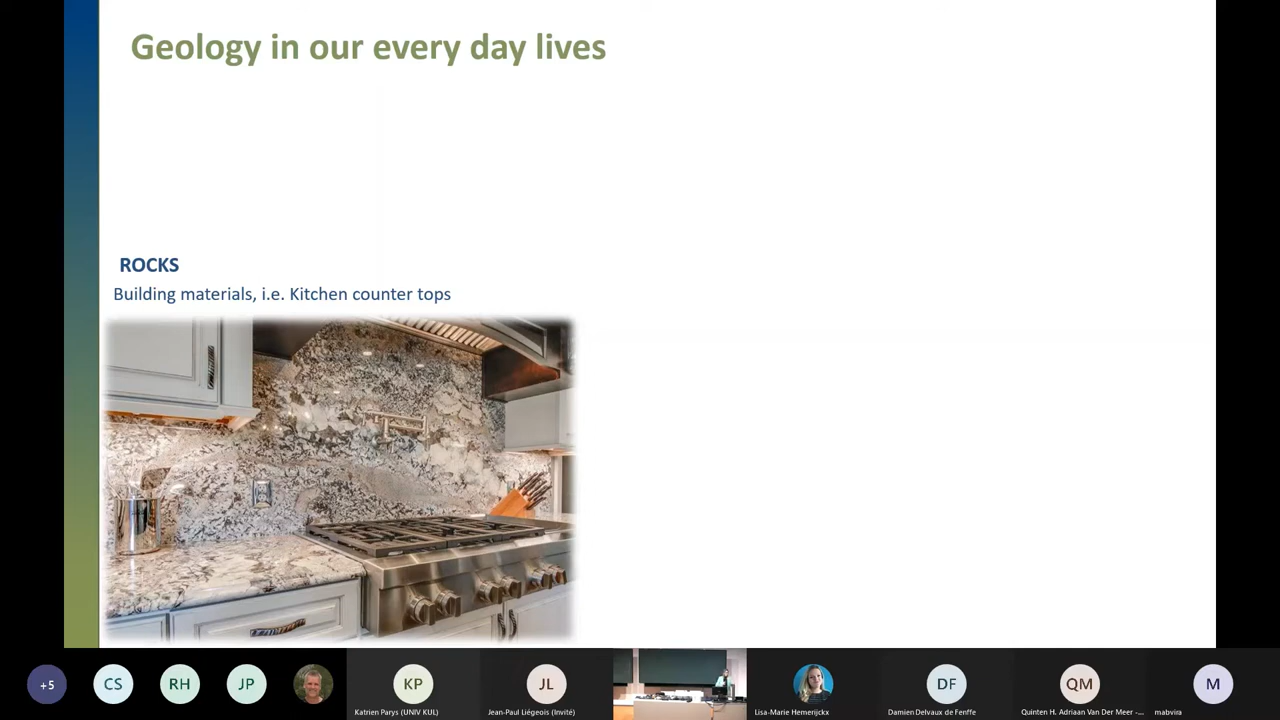 Geology in our every day lives
ROCKS
Building materials, i.e. Kitchen counter tops
+5
CS
RH
JP
KP
Katrien Parys (UNIV KUL)
JL
Jean-Paul Liégeois (Invité)
Lisa-Marie Hemerijckx
DF
Damien Delvaux de Fenffe
QM
Quinten H. Adriaan Van Der Meer -...
M
mabvira